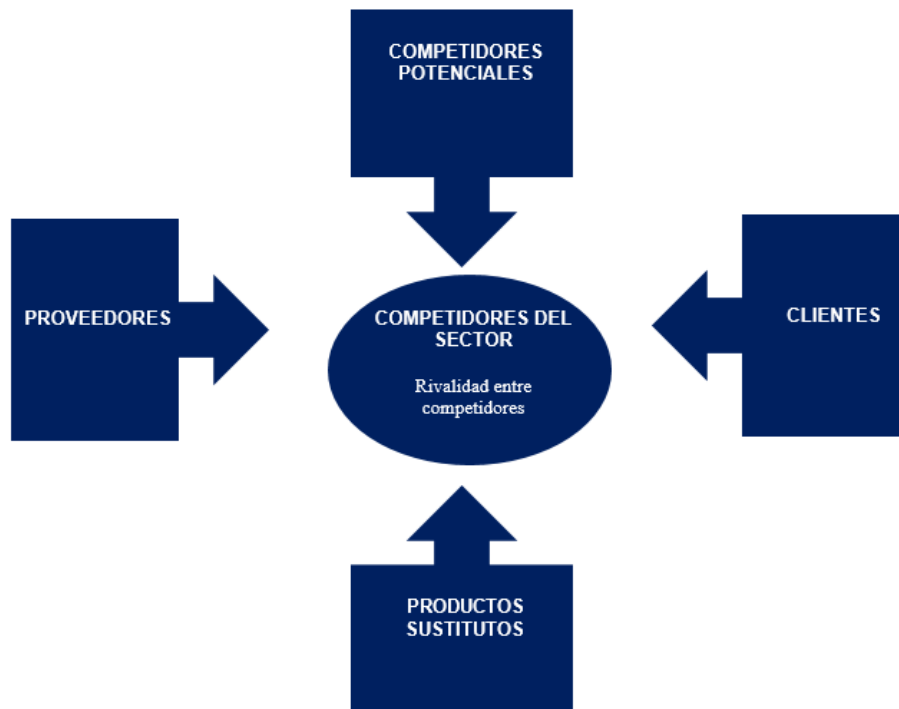 COMPETIDORES
POTENCIALES
PROVEEDORES
COMPETIDORES DEL
SECTOR
Rivalidad entre
competidores
CLIENTES
PRODUCTOS
SUSTITUTOS